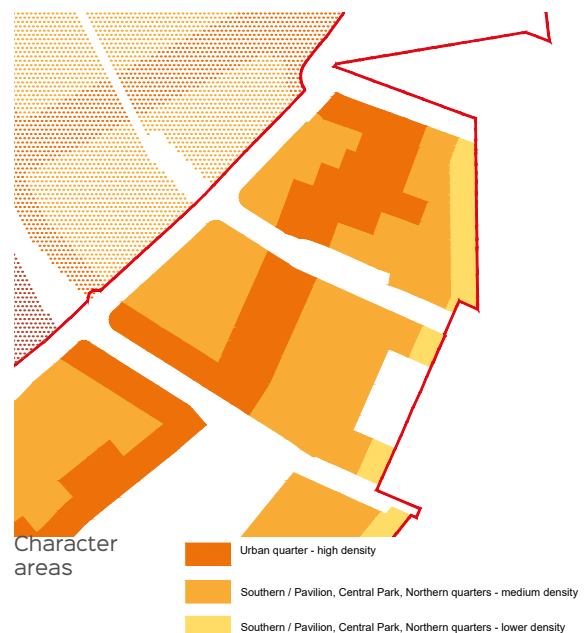 Character
areas
Urban quarter - high density
Southern / Pavilion, Central Park, Northern quarters - medium density
Southern / Pavilion, Central Park, Northern quarters - lower density